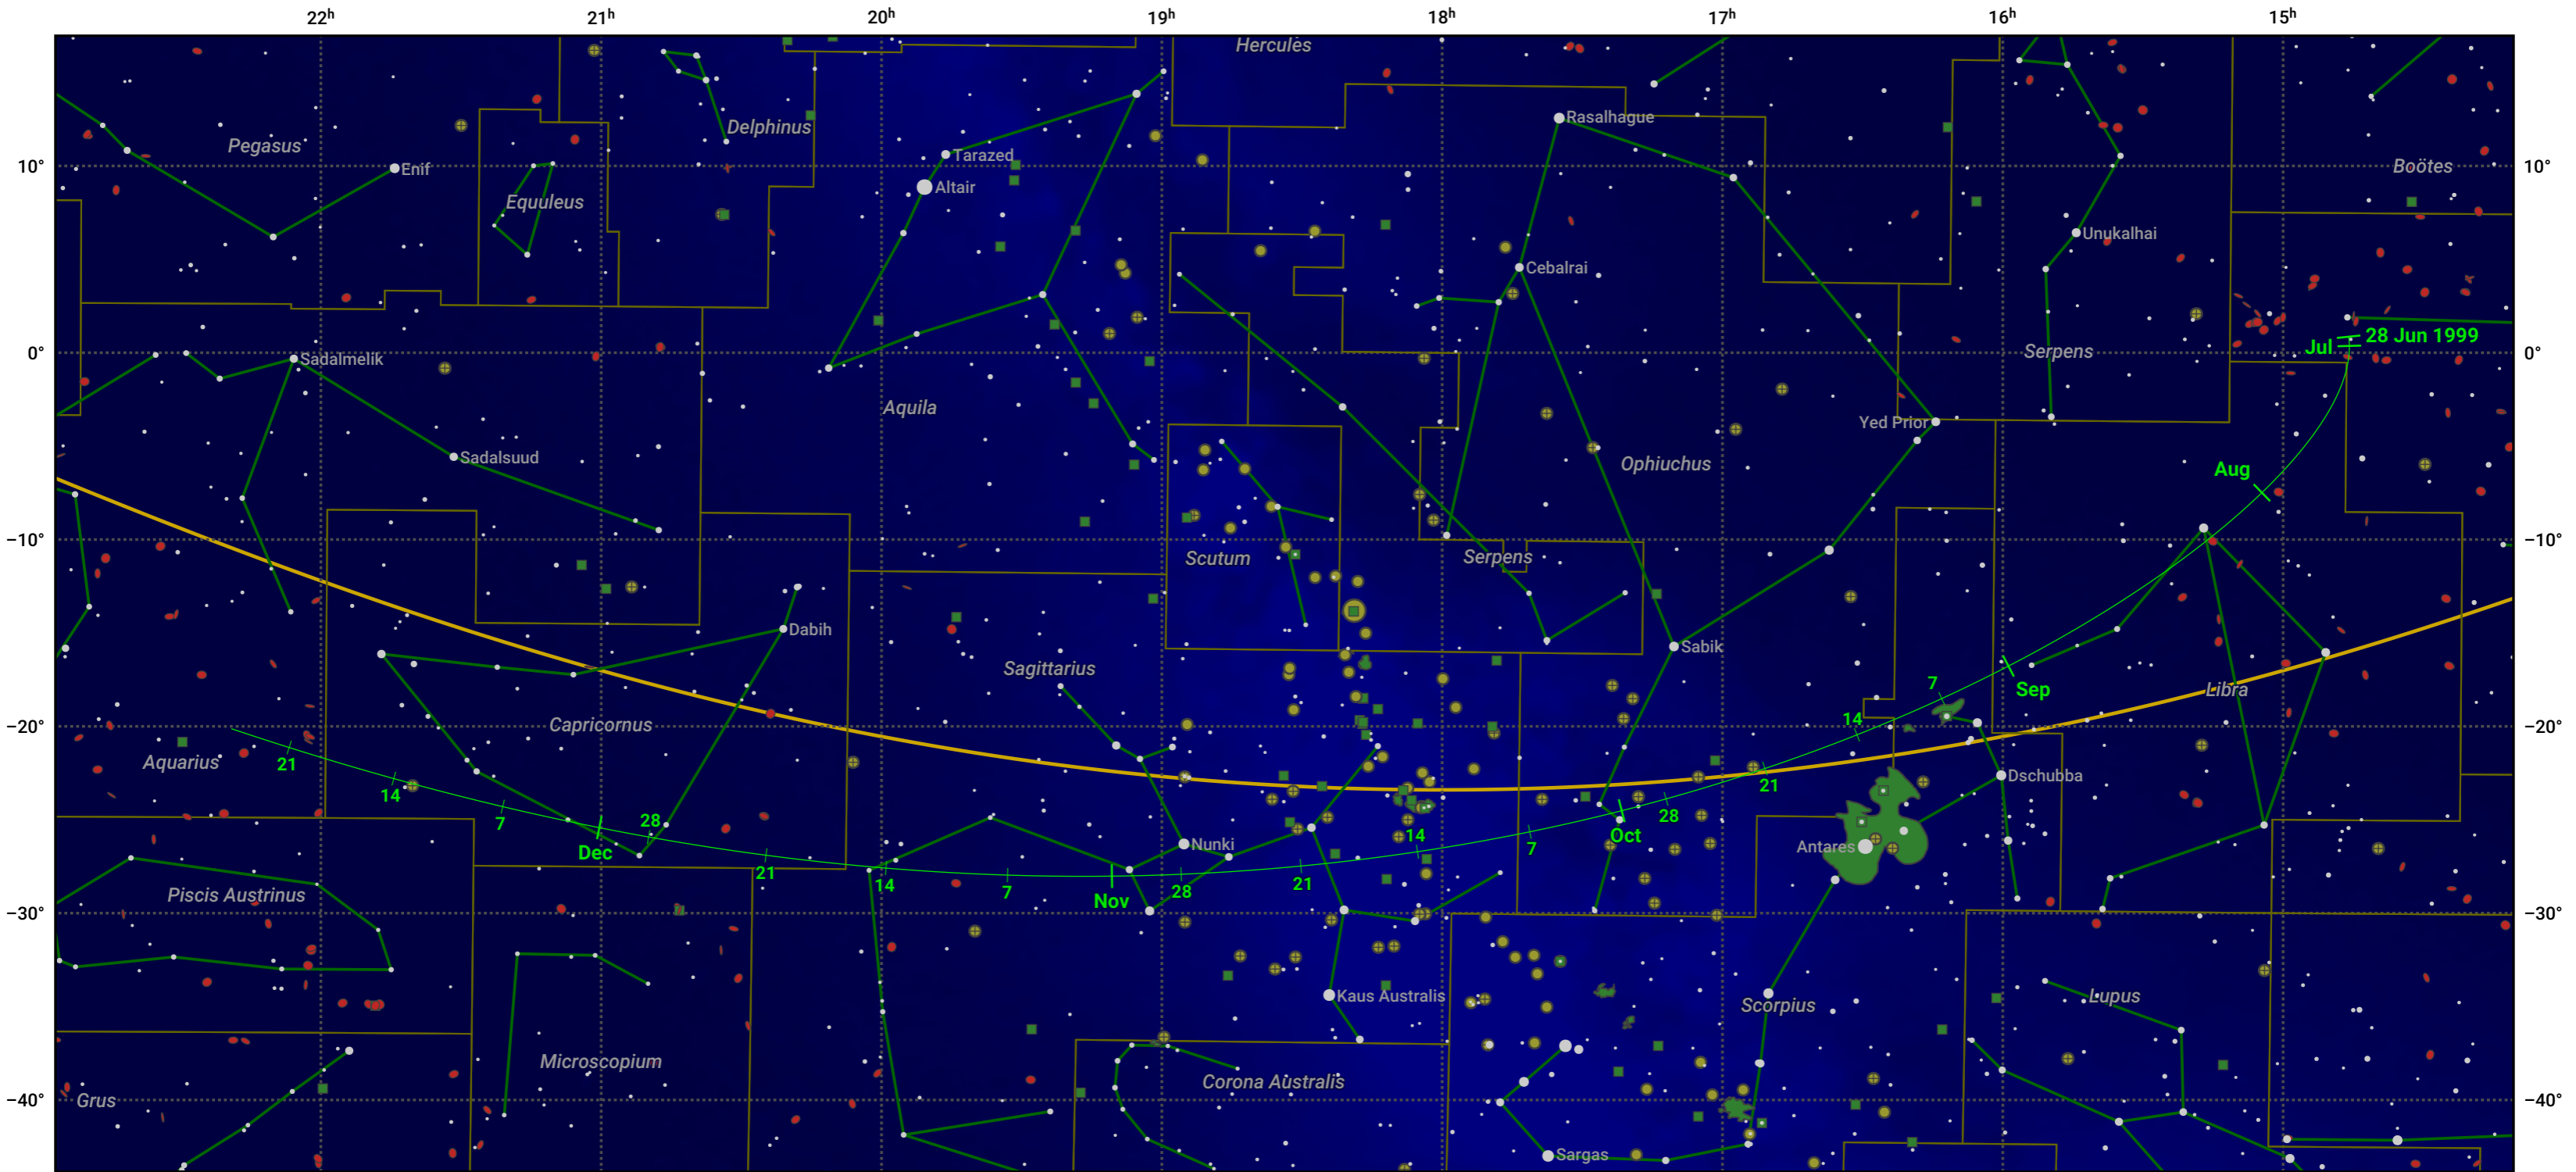 22h 21h 20h 19h 18h 17h 16h 15h
Hercules
Delphinus
Rasalhague
Pegasus
Tarazed
10° Enif Boötes 10°
Altair
Equuleus
Unukalhai
Cebalrai
28 Jun 1999
Jul
0° Sadalmelik Serpens 0°
Aquila
Yed Prior
Sadalsuud Ophiuchus Aug
−10° −10°
Scutum Serpens
Dabih
Sabik
Sagittarius
7 Sep Libra
14
−20° Capricornus −20°
Aquarius 21
Dschubba
14 21
28
7 28 14 Oct
Dec Nunki 7 Antares
21 14 7 28 21
Piscis Austrinus Nov
−30° −30°
Kaus Australis Lupus
Scorpius
Microscopium
Corona Australis
−40° Grus −40°
Sargas